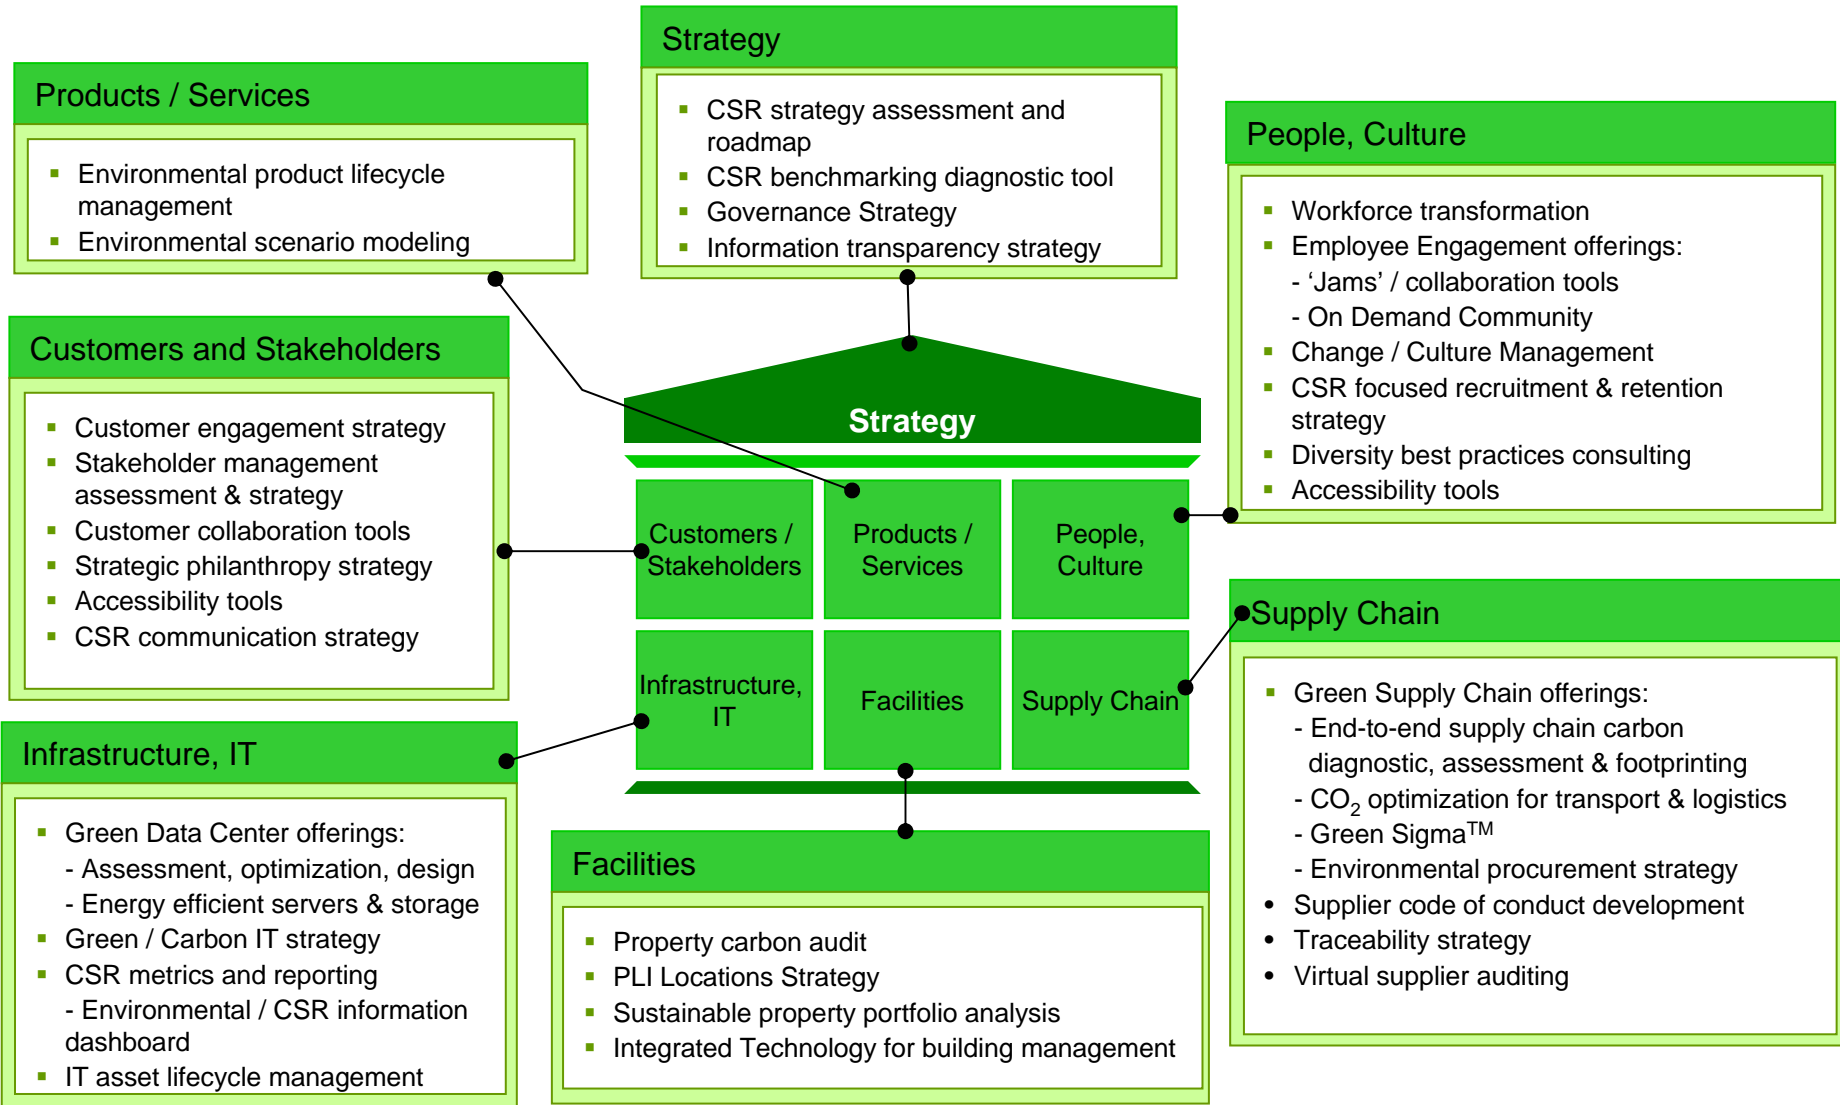 Strategy
▪ CSR strategy assessment and
roadmap
▪ CSR benchmarking diagnostic tool
▪ Governance Strategy
▪ Information transparency strategy
Products / Services
▪ Environmental product lifecycle
management
▪ Environmental scenario modeling
People, Culture
▪ Workforce transformation
▪ Employee Engagement offerings:
- ‘Jams’ / collaboration tools
- On Demand Community
▪ Change / Culture Management
▪ CSR focused recruitment & retention
strategy
▪ Diversity best practices consulting
▪ Accessibility tools
Customers and Stakeholders
▪ Customer engagement strategy
▪ Stakeholder management
assessment & strategy
▪ Customer collaboration tools
▪ Strategic philanthropy strategy
▪ Accessibility tools
▪ CSR communication strategy
Strategy
Customers /
Stakeholders
Products /
Services
People,
Culture
Infrastructure,
IT
Facilities
Supply Chain
Supply Chain
▪ Green Supply Chain offerings:
- End-to-end supply chain carbon
diagnostic, assessment & footprinting
- CO₂ optimization for transport & logistics
- Green Sigma™
- Environmental procurement strategy
• Supplier code of conduct development
• Traceability strategy
• Virtual supplier auditing
Infrastructure, IT
▪ Green Data Center offerings:
- Assessment, optimization, design
- Energy efficient servers & storage
▪ Green / Carbon IT strategy
▪ CSR metrics and reporting
- Environmental / CSR information
dashboard
▪ IT asset lifecycle management
Facilities
▪ Property carbon audit
▪ PLI Locations Strategy
▪ Sustainable property portfolio analysis
▪ Integrated Technology for building management